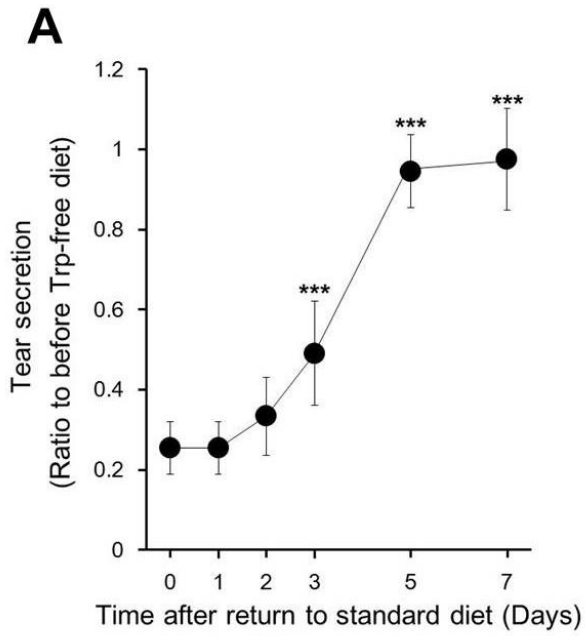 A
1.2
1
0.8
0.6
0.4
0.2
0
Tear secretion
(Ratio to before Trp-free diet)
***
***
***
0 1 2 3 5 7
Time after return to standard diet (Days)